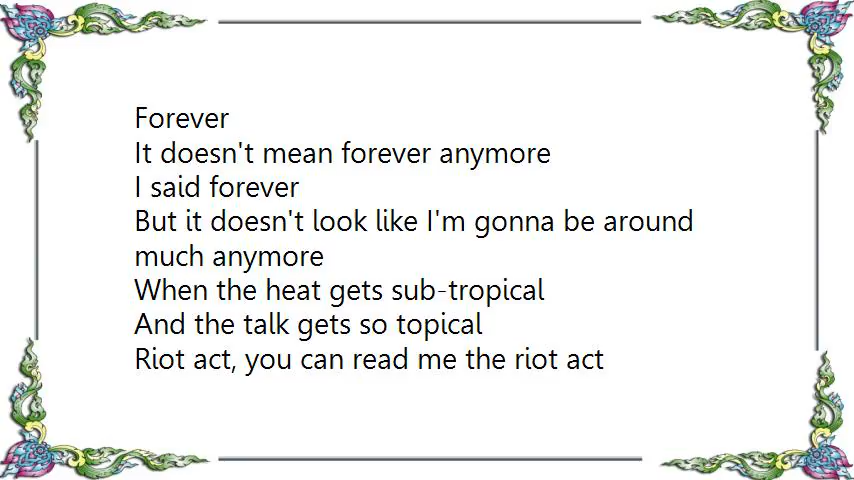 Forever
It doesn't mean forever anymore
I said forever
But it doesn't look like I'm gonna be around
much anymore
When the heat gets sub-tropical
And the talk gets so topical
Riot act, you can read me the riot act